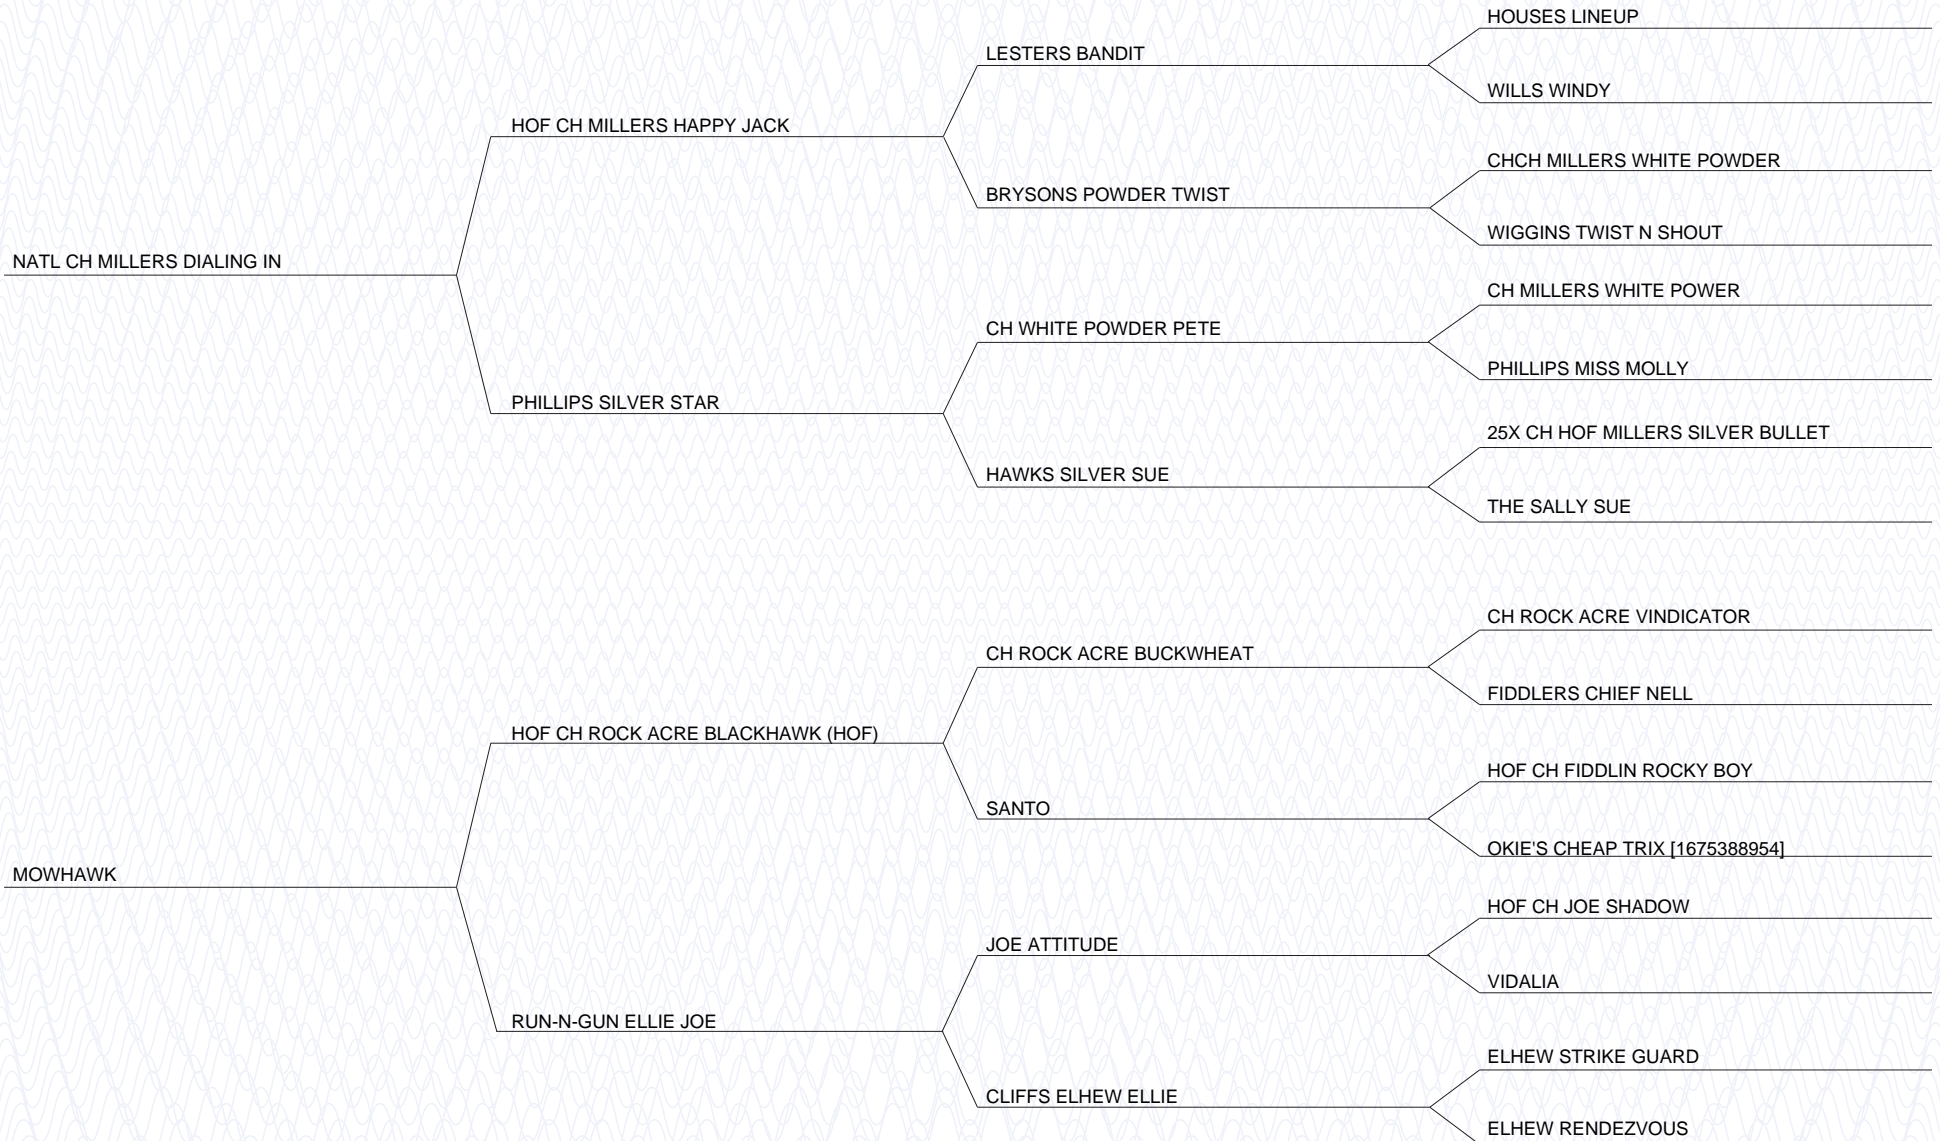 HOUSES LINEUP
LESTERS BANDIT
WILLS WINDY
HOF CH MILLERS HAPPY JACK
CHCH MILLERS WHITE POWDER
BRYSONS POWDER TWIST
WIGGINS TWIST N SHOUT
NATL CH MILLERS DIALING IN
CH MILLERS WHITE POWER
CH WHITE POWDER PETE
PHILLIPS MISS MOLLY
PHILLIPS SILVER STAR
25X CH HOF MILLERS SILVER BULLET
HAWKS SILVER SUE
THE SALLY SUE
CH ROCK ACRE VINDICATOR
CH ROCK ACRE BUCKWHEAT
FIDDLERS CHIEF NELL
HOF CH ROCK ACRE BLACKHAWK (HOF)
HOF CH FIDDLIN ROCKY BOY
SANTO
OKIE'S CHEAP TRIX [1675388954]
MOWHAWK
HOF CH JOE SHADOW
JOE ATTITUDE
VIDALIA
RUN-N-GUN ELLIE JOE
ELHEW STRIKE GUARD
CLIFFS ELHEW ELLIE
ELHEW RENDEZVOUS